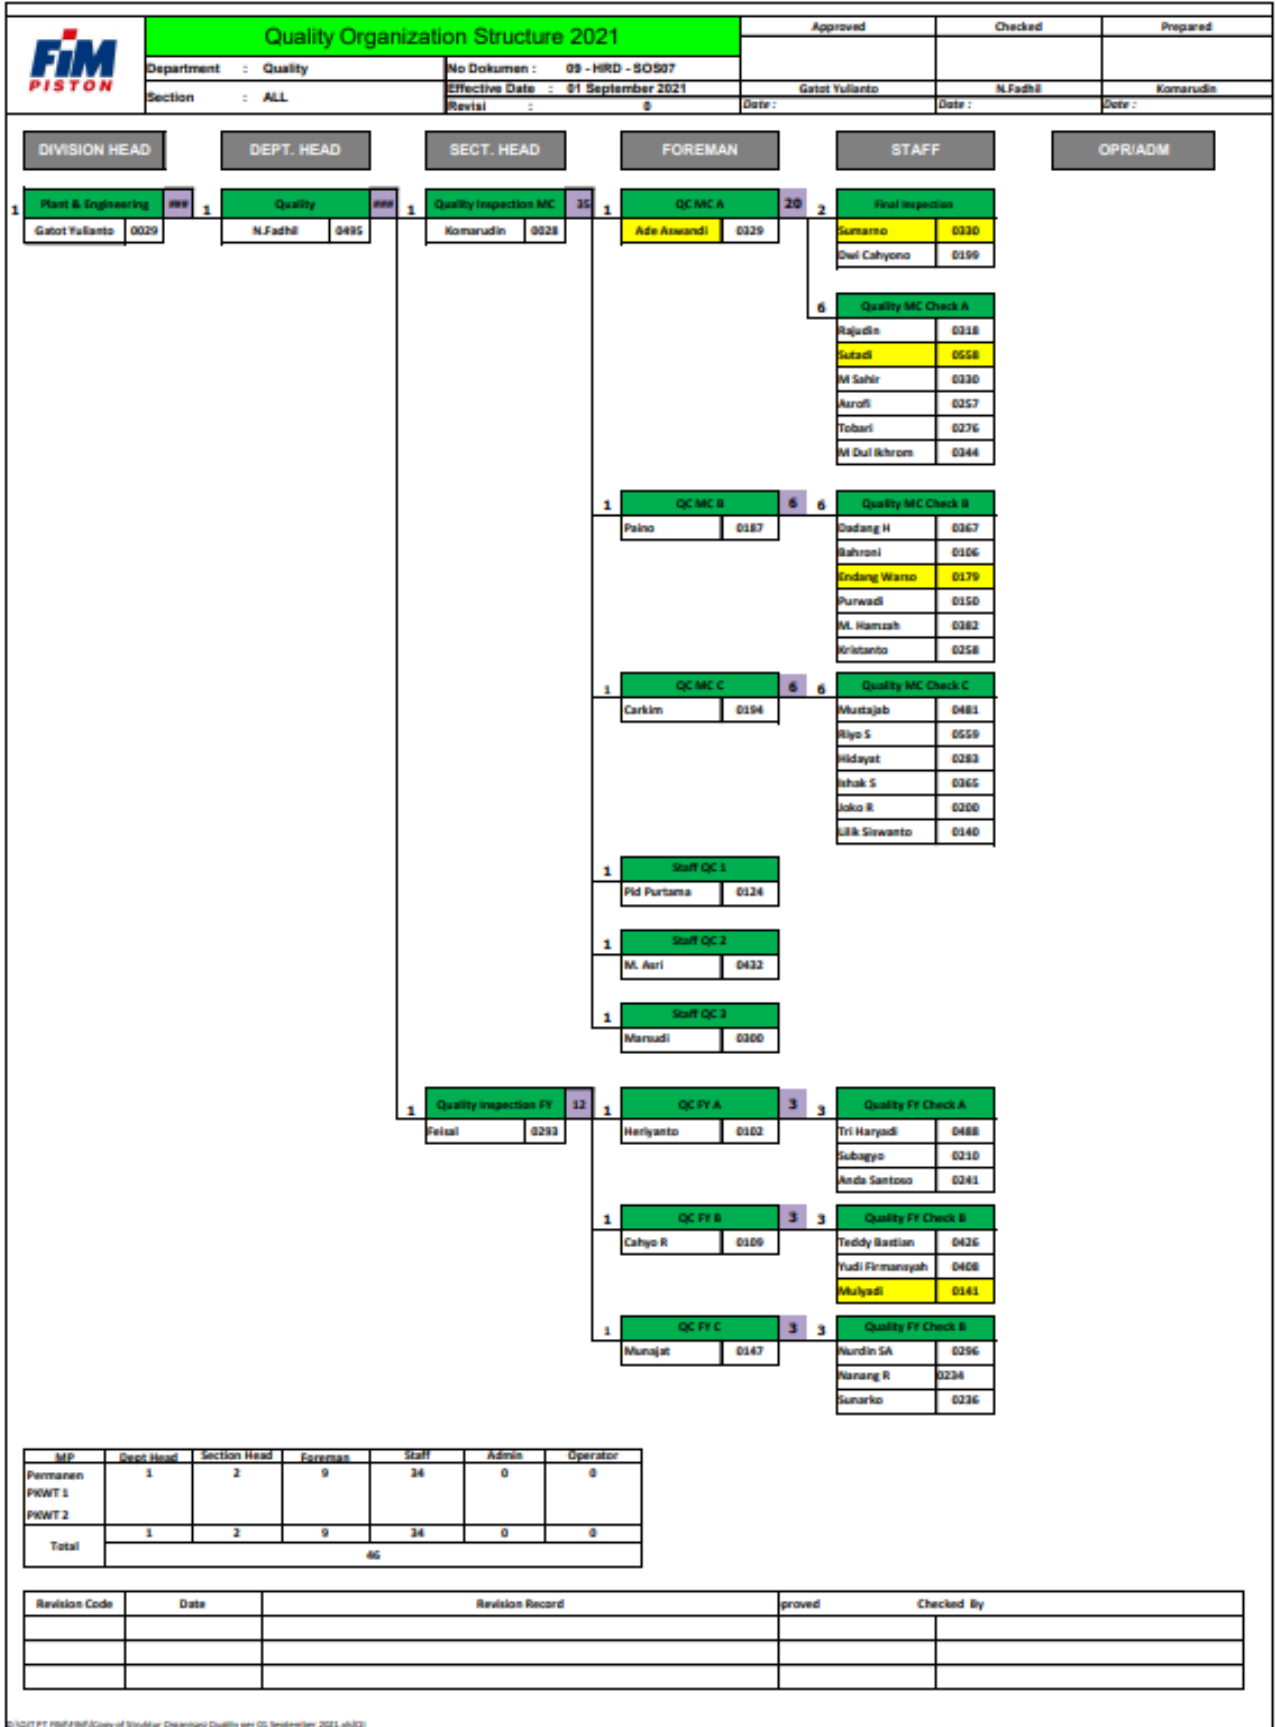 FiM
PISTON
Quality Organization Structure 2021
Approved Checked Prepared
Department : Quality No Dokumen : 09 - HRD - SOS07
Section : ALL Effective Date : 01 September 2021
Gatot Yulianto N.Fadhil Komarudin
Revisi : 0 Date : Date : Date :
DIVISION HEAD DEPT. HEAD SECT. HEAD FOREMAN STAFF OPR/ADM
1 Plant & Engineering ### 1 Quality ### 1 Quality Inspection MC 35 1 QC MC A 20 2 Final Inspection
Gatot Yulianto 0029 N.Fadhil 0495 Komarudin 0028 Ade Aswandi 0329 Sumarno 0330
Dwi Cahyono 0199
6 Quality MC Check A
Rajudin 0318
Sutadi 0558
M Sahir 0330
Asrofi 0257
Tobari 0276
M Dul Ikhrom 0344
1 QC MC B 6 6 Quality MC Check B
Paino 0187 Dadang H 0367
Bahroni 0106
Endang Warso 0179
Purwadi 0150
M. Hamzah 0382
Kristanto 0258
1 QC MC C 6 6 Quality MC Check C
Carkim 0194 Mustajab 0481
Riyo S 0559
Hidayat 0283
Ishak S 0365
Joko R 0200
Lilik Siswanto 0140
1 Staff QC 1
Pld Purtama 0124
1 Staff QC 2
M. Asri 0432
1 Staff QC 3
Marsudi 0300
1 Quality Inspection FY 12 1 QC FY A 3 3 Quality FY Check A
Feisal 0293 Heriyanto 0102 Tri Haryadi 0488
Subagyo 0210
Anda Santoso 0241
1 QC FY B 3 3 Quality FY Check B
Cahyo R 0109 Teddy Bastian 0426
Yudi Firmansyah 0408
Mulyadi 0141
1 QC FY C 3 3 Quality FY Check B
Munajat 0147 Nurdin SA 0296
Nanang R 0234
Sunarko 0236
MP Dept Head Section Head Foreman Staff Admin Operator
Permanen 1 2 9 34 0 0
PKWT 1
PKWT 2
Total 1 2 9 34 0 0
46
Revision Code Date Revision Record proved Checked By
Copy of Struktur Organisasi Quality per 01 September 2021